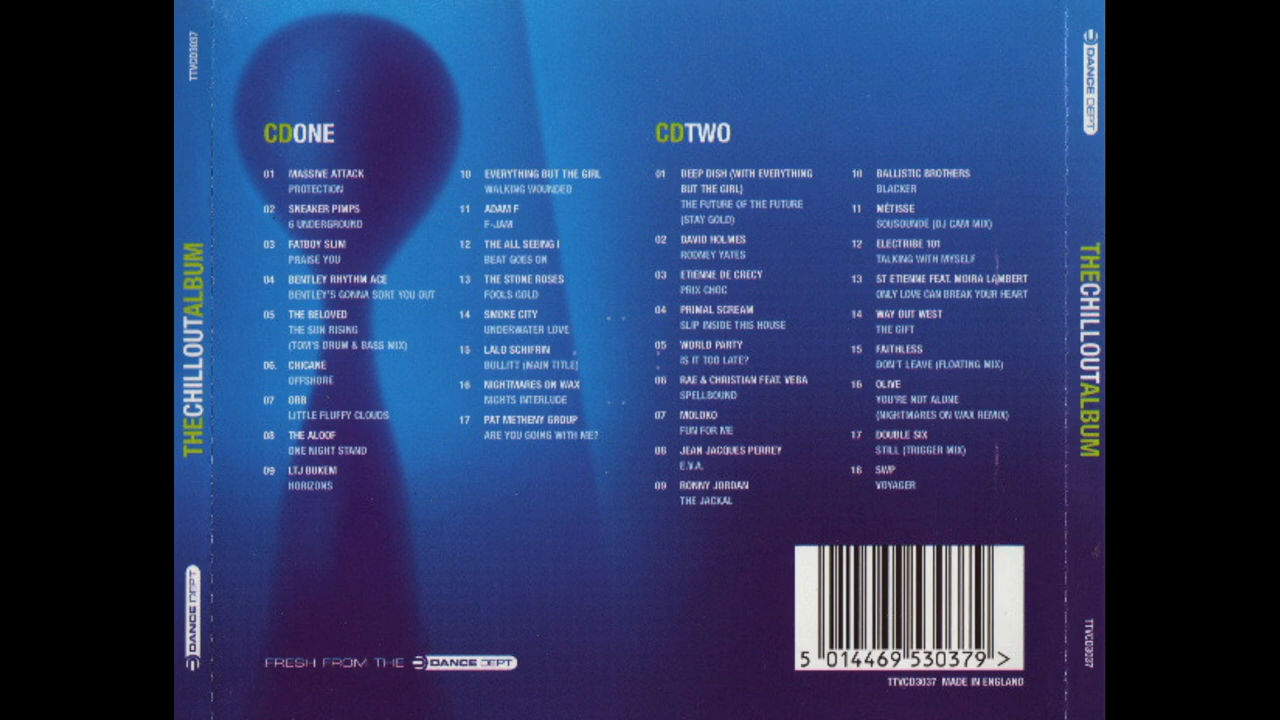 TTVCD3037
THECHILLOUTALBUM
DANCE DEPT
CDONE
01 MASSIVE ATTACK
PROTECTION
02 SNEAKER PIMPS
6 UNDERGROUND
03 FATBOY SLIM
PRAISE YOU
04 BENTLEY RHYTHM ACE
BENTLEY'S GONNA SORT YOU OUT
05 THE BELOVED
THE SUN RISING
(TOM'S DRUM & BASS MIX)
06. CHICANE
OFFSHORE
07 ORB
LITTLE FLUFFY CLOUDS
08 THE ALOOF
ONE NIGHT STAND
09 LTJ BUKEM
HORIZONS
10 EVERYTHING BUT THE GIRL
WALKING WOUNDED
11 ADAM F
F-JAM
12 THE ALL SEEING I
BEAT GOES ON
13 THE STONE ROSES
FOOLS GOLD
14 SMOKE CITY
UNDERWATER LOVE
15 LALO SCHIFRIN
BULLITT (MAIN TITLE)
16 NIGHTMARES ON WAX
NIGHTS INTERLUDE
17 PAT METHENY GROUP
ARE YOU GOING WITH ME?
CDTWO
01 DEEP DISH (WITH EVERYTHING
BUT THE GIRL)
THE FUTURE OF THE FUTURE
(STAY GOLD)
02 DAVID HOLMES
RODNEY YATES
03 ETIENNE DE CRECY
PRIX CHOC
04 PRIMAL SCREAM
SLIP INSIDE THIS HOUSE
05 WORLD PARTY
IS IT TOO LATE?
06 RAE & CHRISTIAN FEAT. VEBA
SPELLBOUND
07 MOLOKO
FUN FOR ME
08 JEAN JACQUES PERREY
E.V.A.
09 RONNY JORDAN
THE JACKAL
10 BALLISTIC BROTHERS
BLACKER
11 MÉTISSE
SOUSOUNDE (DJ CAM MIX)
12 ELECTRIBE 101
TALKING WITH MYSELF
13 ST ETIENNE FEAT. MOIRA LAMBERT
ONLY LOVE CAN BREAK YOUR HEART
14 WAY OUT WEST
THE GIFT
15 FAITHLESS
DON'T LEAVE (FLOATING MIX)
16 OLIVE
YOU'RE NOT ALONE
(NIGHTMARES ON WAX REMIX)
17 DOUBLE SIX
STILL (TRIGGER MIX)
18 SWP
VOYAGER
FRESH FROM THE DANCE DEPT
5 014469 530379 >
TTVCD3037 MADE IN ENGLAND
DANCE DEPT
THECHILLOUTALBUM
TTVCD3037